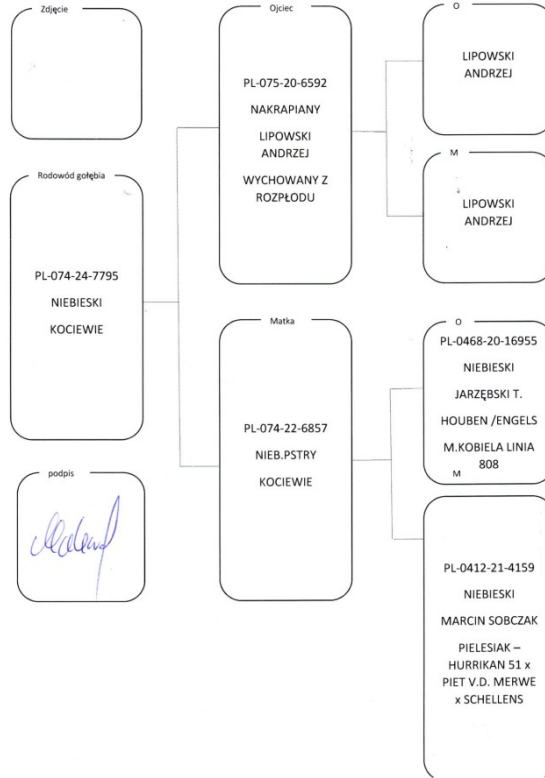 Zdjęcie
Rodowód gołębia
PL-074-24-7795
NIEBIESKI
KOCIEWIE
podpis
Ojciec
PL-075-20-6592
NAKRAPIANY
LIPOWSKI
ANDRZEJ
WYCHOWANY Z
ROZPŁODU
Matka
PL-074-22-6857
NIEB.PSTRY
KOCIEWIE
O
LIPOWSKI
ANDRZEJ
M
LIPOWSKI
ANDRZEJ
O
PL-0468-20-16955
NIEBIESKI
JARZĘBSKI T.
HOUBEN /ENGELS
M.KOBIELA LINIA
808
M
PL-0412-21-4159
NIEBIESKI
MARCIN SOBCZAK
PIELESIAK –
HURRIKAN 51 x
PIET V.D. MERWE
x SCHELLENS